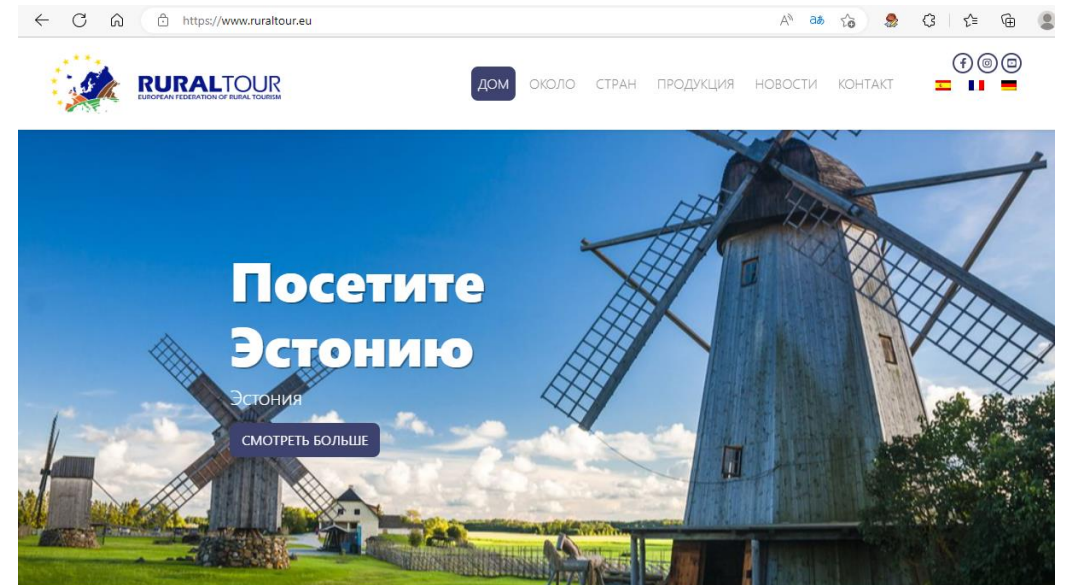 https://www.ruraltour.eu
RURALTOUR
EUROPEAN FEDERATION OF RURAL TOURISM
ДОМ ОКОЛО СТРАН ПРОДУКЦИЯ НОВОСТИ КОНТАКТ
Посетите
Эстонию
Эстония
СМОТРЕТЬ БОЛЬШЕ